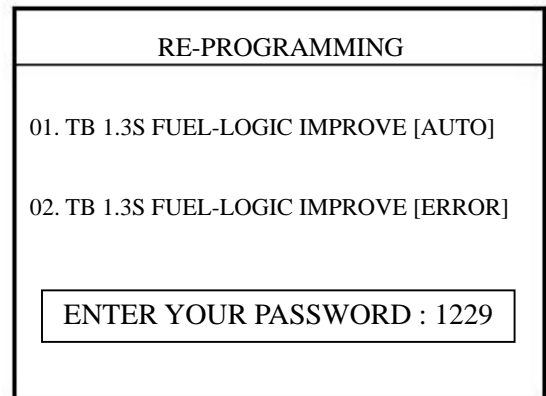 RE-PROGRAMMING
01. TB 1.3S FUEL-LOGIC IMPROVE [AUTO]
02. TB 1.3S FUEL-LOGIC IMPROVE [ERROR]
ENTER YOUR PASSWORD : 1229